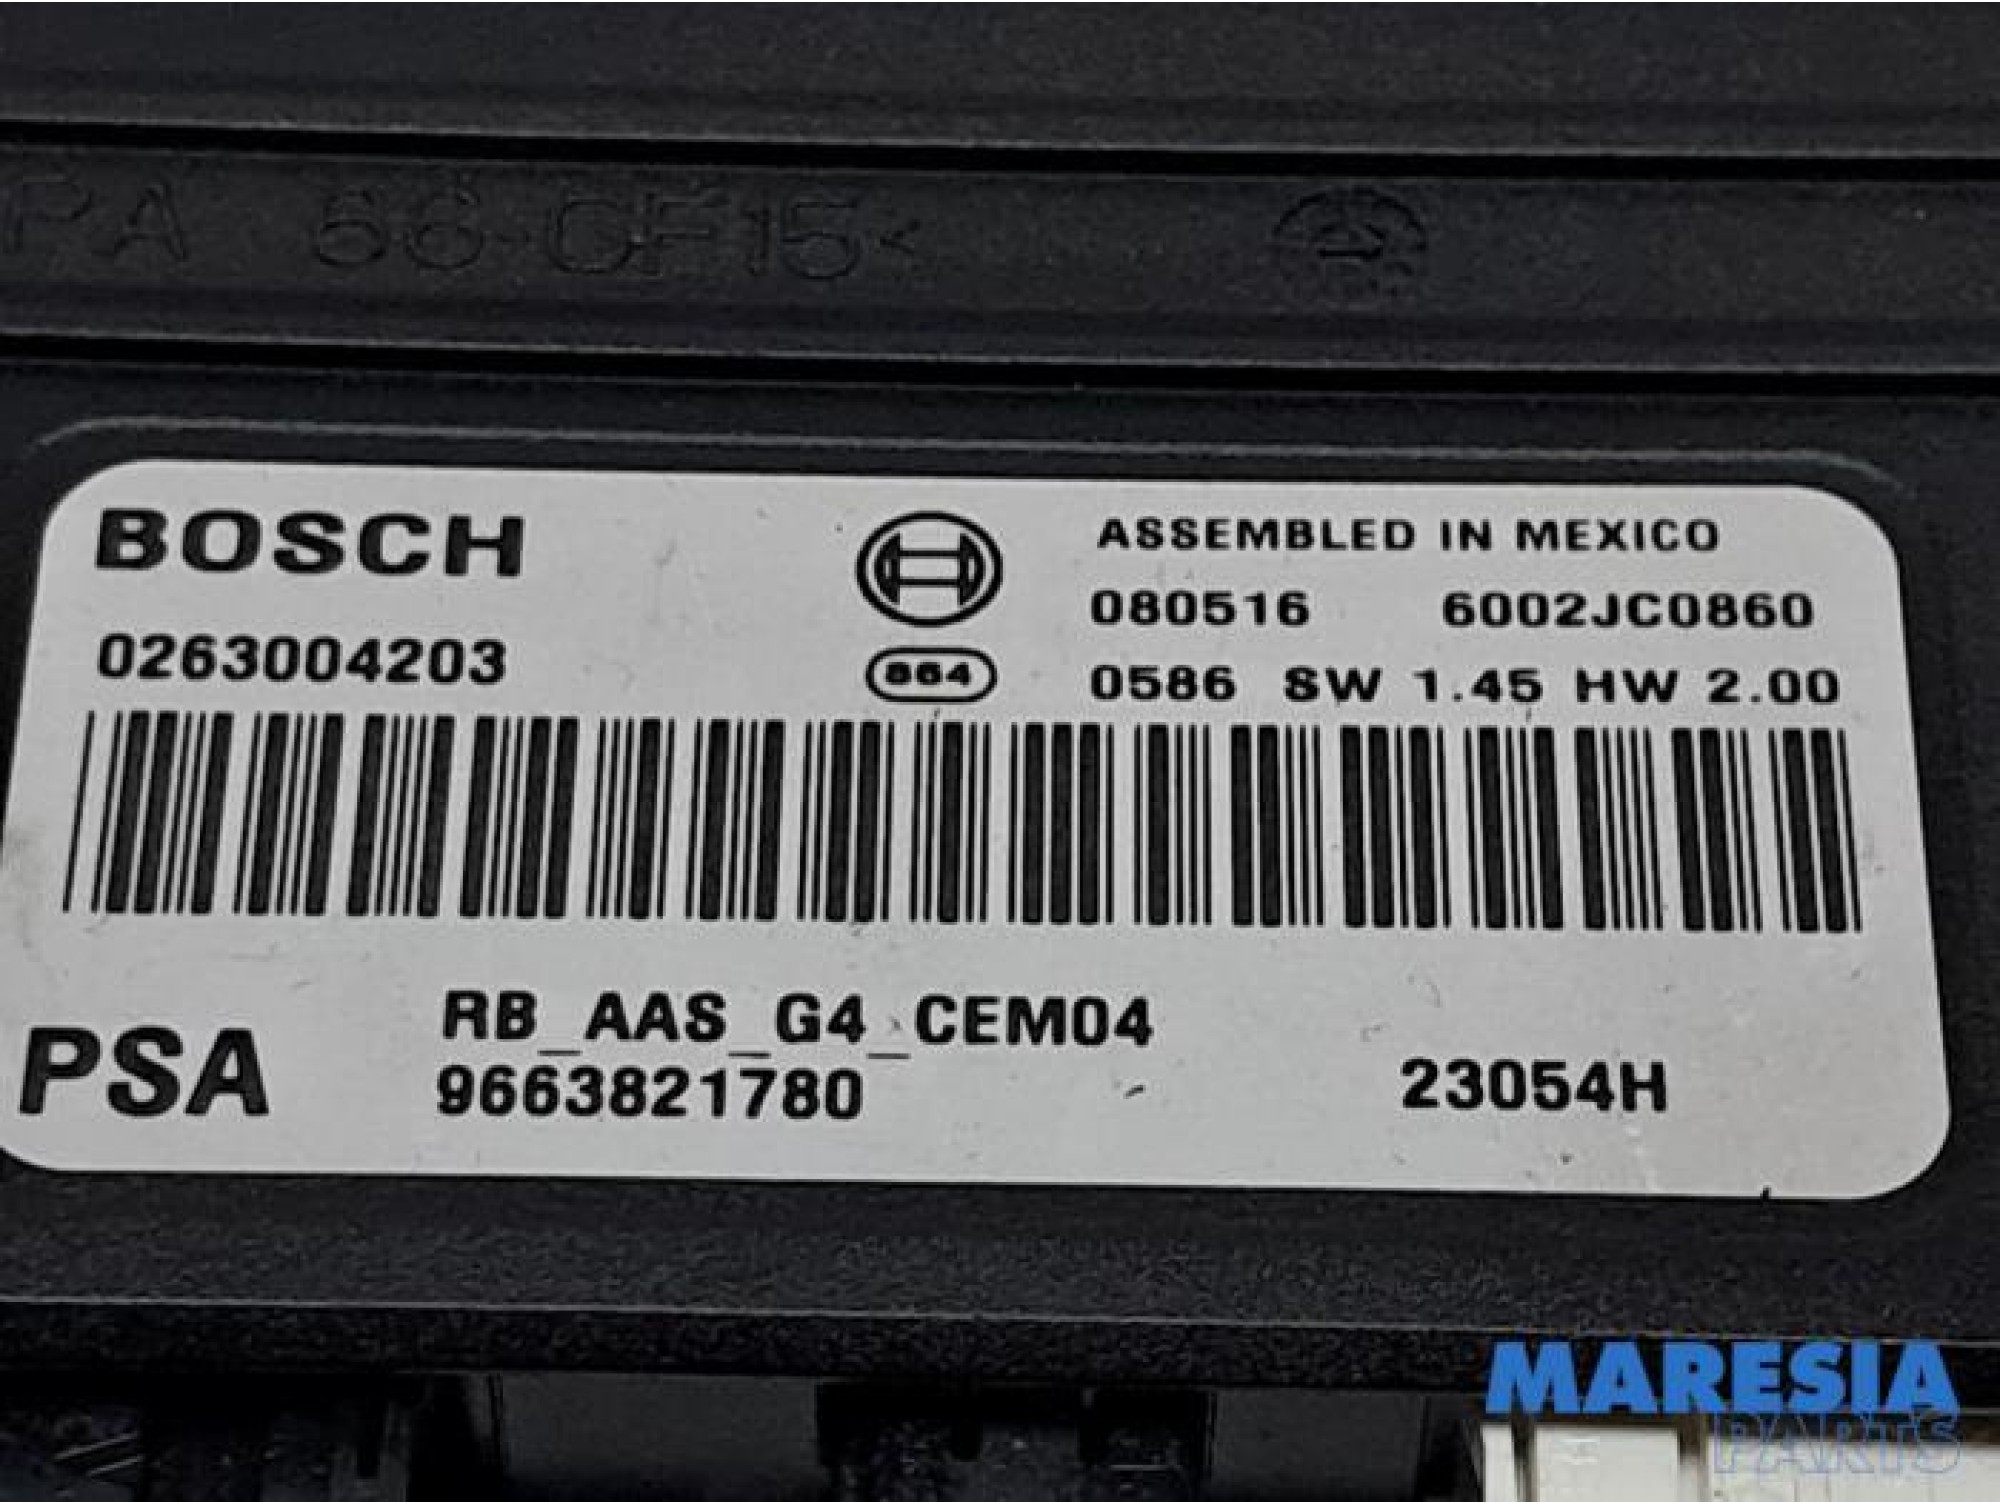 PA 66-GF15<
BOSCH
ASSEMBLED IN MEXICO
080516 6002JC0860
0263004203
864
0586 SW 1.45 HW 2.00
RB_AAS_G4_CEM04
PSA
9663821780
23054H
MARESIA
PARTS